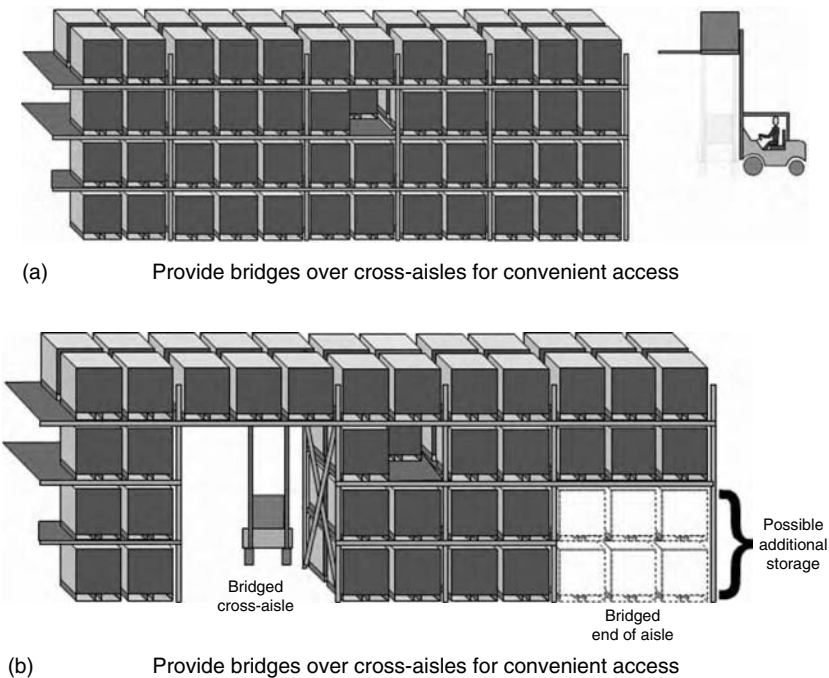 (a) Provide bridges over cross-aisles for convenient access
Bridged
cross-aisle
Possible
additional
storage
Bridged
end of aisle
(b) Provide bridges over cross-aisles for convenient access